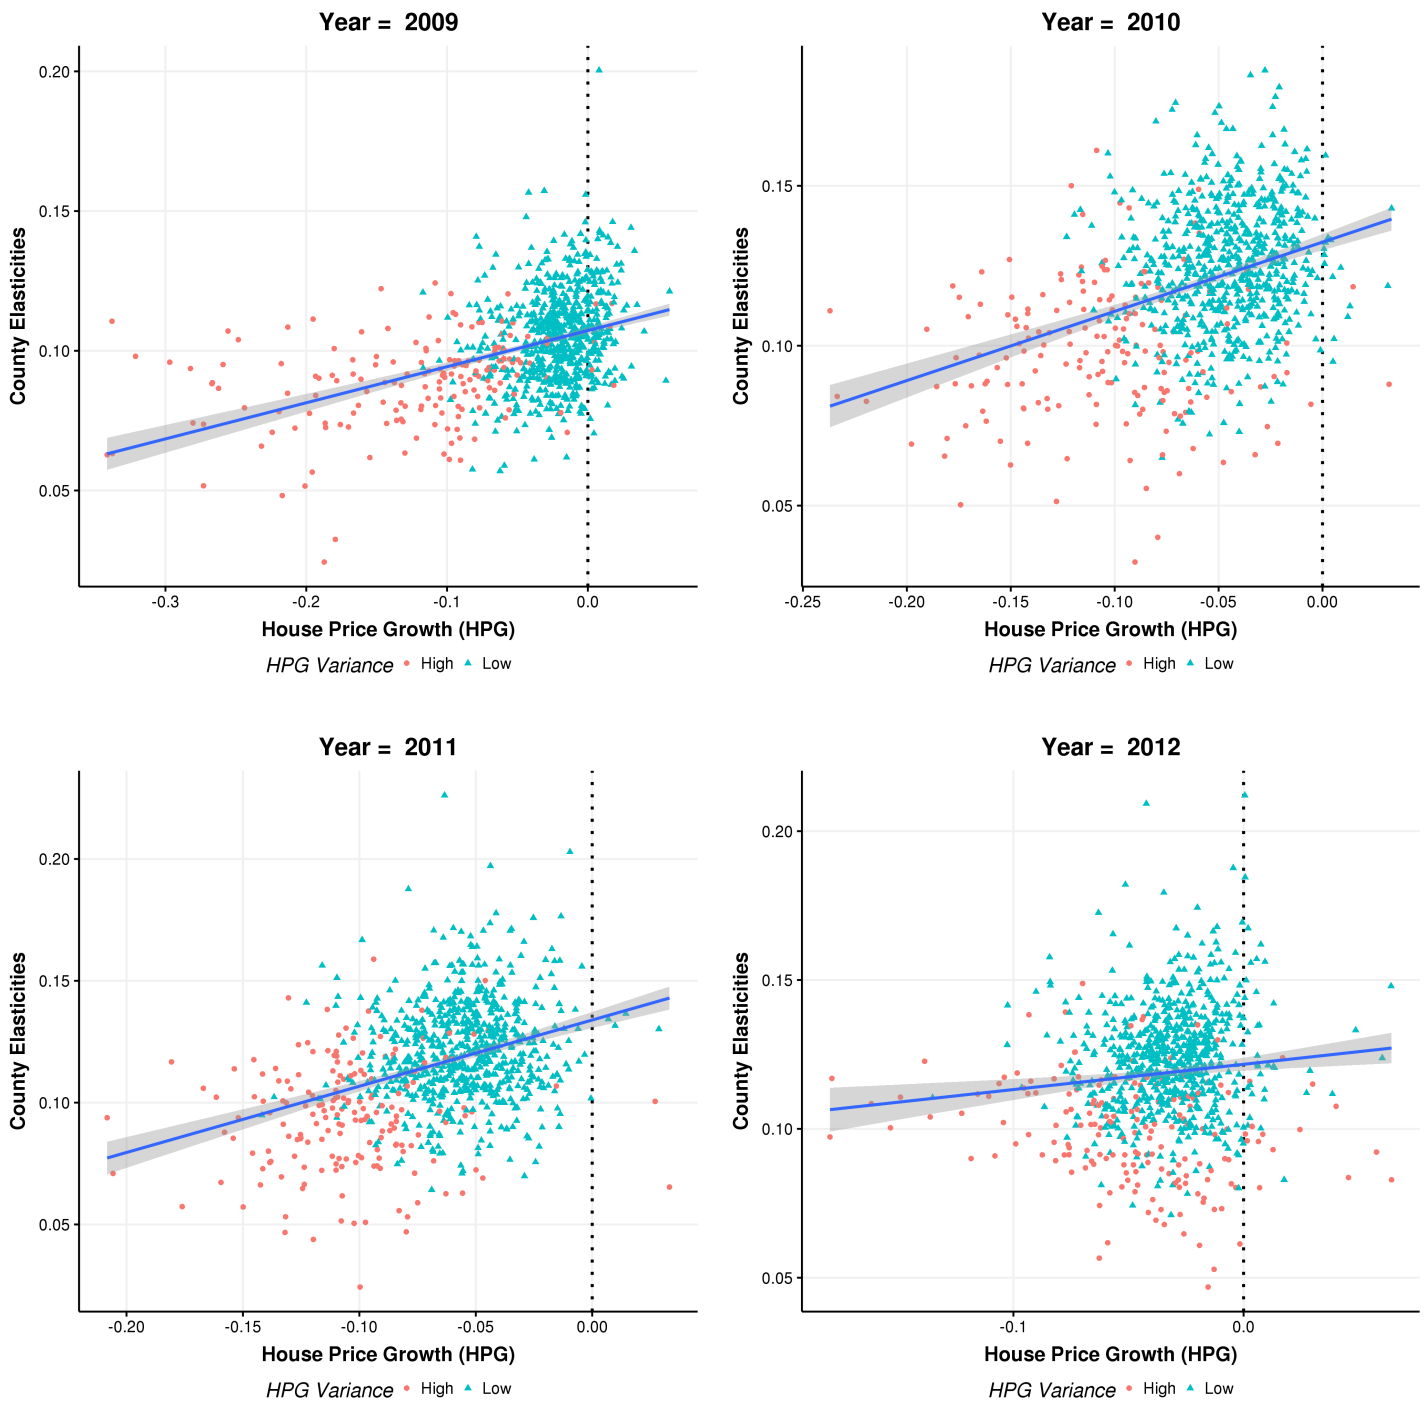 Year = 2009
County Elasticities
0.20
0.15
0.10
0.05
-0.3 -0.2 -0.1 0.0
House Price Growth (HPG)
HPG Variance High Low
Year = 2010
County Elasticities
0.15
0.10
0.05
-0.25 -0.20 -0.15 -0.10 -0.05 0.00
House Price Growth (HPG)
HPG Variance High Low
Year = 2011
County Elasticities
0.20
0.15
0.10
0.05
-0.20 -0.15 -0.10 -0.05 0.00
House Price Growth (HPG)
HPG Variance High Low
Year = 2012
County Elasticities
0.20
0.15
0.10
0.05
-0.1 0.0
House Price Growth (HPG)
HPG Variance High Low